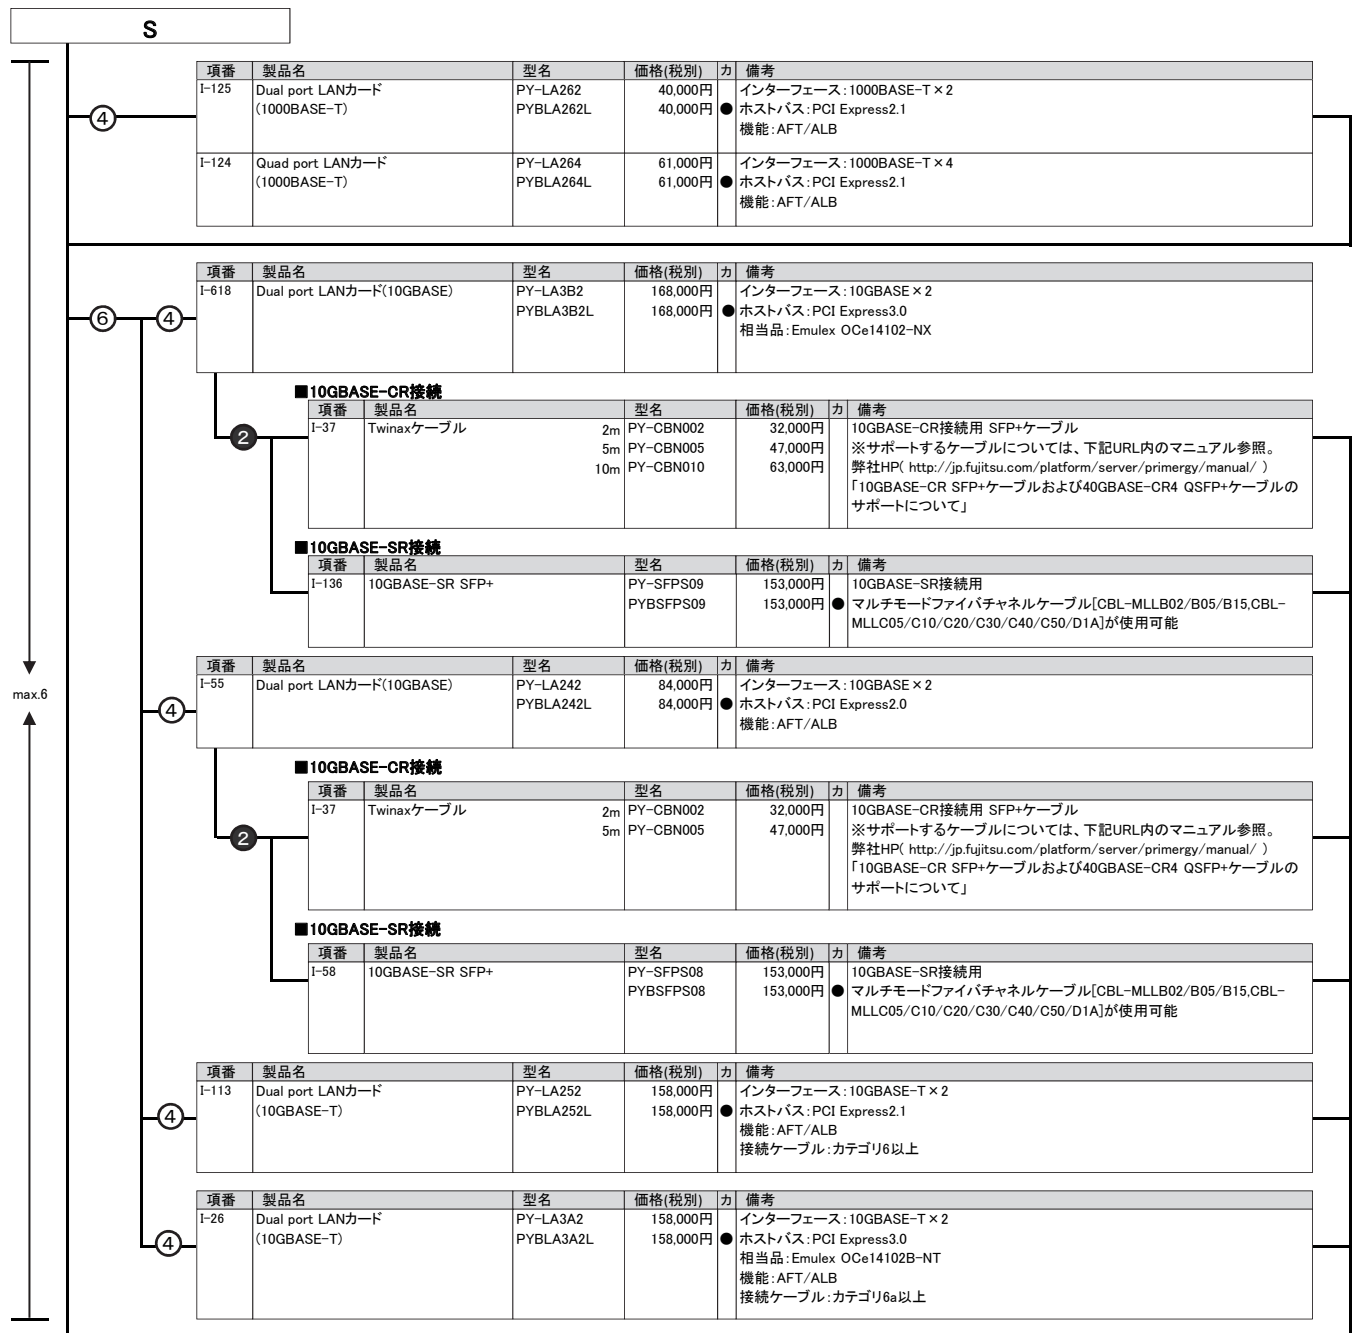 S
項番 製品名 型名 価格(税別) カ 備考
I-125 Dual port LANカード PY-LA262 40,000円 インターフェース：1000BASE-T×2
(1000BASE-T) PYBLA262L 40,000円 ● ホストバス：PCI Express2.1
機能：AFT/ALB
④
I-124 Quad port LANカード PY-LA264 61,000円 インターフェース：1000BASE-T×4
(1000BASE-T) PYBLA264L 61,000円 ● ホストバス：PCI Express2.1
機能：AFT/ALB
項番 製品名 型名 価格(税別) カ 備考
I-618 Dual port LANカード(10GBASE) PY-LA3B2 168,000円 インターフェース：10GBASE×2
PYBLA3B2L 168,000円 ● ホストバス：PCI Express3.0
⑥ ④
相当品：Emulex OCe14102-NX
■10GBASE-CR接続
項番 製品名 型名 価格(税別) カ 備考
I-37 Twinaxケーブル 2m PY-CBN002 32,000円 10GBASE-CR接続用 SFP+ケーブル
❷
5m PY-CBN005 47,000円 ※サポートするケーブルについては、下記URL内のマニュアル参照。
10m PY-CBN010 63,000円 弊社HP( http://jp.fujitsu.com/platform/server/primergy/manual/ )
「10GBASE-CR SFP+ケーブルおよび40GBASE-CR4 QSFP+ケーブルの
サポートについて」
■10GBASE-SR接続
項番 製品名 型名 価格(税別) カ 備考
I-136 10GBASE-SR SFP+ PY-SFPS09 153,000円 10GBASE-SR接続用
PYBSFPS09 153,000円 ● マルチモードファイバチャネルケーブル[CBL-MLLB02/B05/B15,CBL-
MLLC05/C10/C20/C30/C40/C50/D1A]が使用可能
項番 製品名 型名 価格(税別) カ 備考
I-55 Dual port LANカード(10GBASE) PY-LA242 84,000円 インターフェース：10GBASE×2
max.6
④
PYBLA242L 84,000円 ● ホストバス：PCI Express2.0
機能：AFT/ALB
■10GBASE-CR接続
項番 製品名 型名 価格(税別) カ 備考
I-37 Twinaxケーブル 2m PY-CBN002 32,000円 10GBASE-CR接続用 SFP+ケーブル
5m PY-CBN005 47,000円 ※サポートするケーブルについては、下記URL内のマニュアル参照。
❷
弊社HP( http://jp.fujitsu.com/platform/server/primergy/manual/ )
「10GBASE-CR SFP+ケーブルおよび40GBASE-CR4 QSFP+ケーブルの
サポートについて」
■10GBASE-SR接続
項番 製品名 型名 価格(税別) カ 備考
I-58 10GBASE-SR SFP+ PY-SFPS08 153,000円 10GBASE-SR接続用
PYBSFPS08 153,000円 ● マルチモードファイバチャネルケーブル[CBL-MLLB02/B05/B15,CBL-
MLLC05/C10/C20/C30/C40/C50/D1A]が使用可能
項番 製品名 型名 価格(税別) カ 備考
I-113 Dual port LANカード PY-LA252 158,000円 インターフェース：10GBASE-T×2
④
(10GBASE-T) PYBLA252L 158,000円 ● ホストバス：PCI Express2.1
機能：AFT/ALB
接続ケーブル：カテゴリ6以上
項番 製品名 型名 価格(税別) カ 備考
I-26 Dual port LANカード PY-LA3A2 158,000円 インターフェース：10GBASE-T×2
④
(10GBASE-T) PYBLA3A2L 158,000円 ● ホストバス：PCI Express3.0
相当品：Emulex OCe14102B-NT
機能：AFT/ALB
接続ケーブル：カテゴリ6a以上